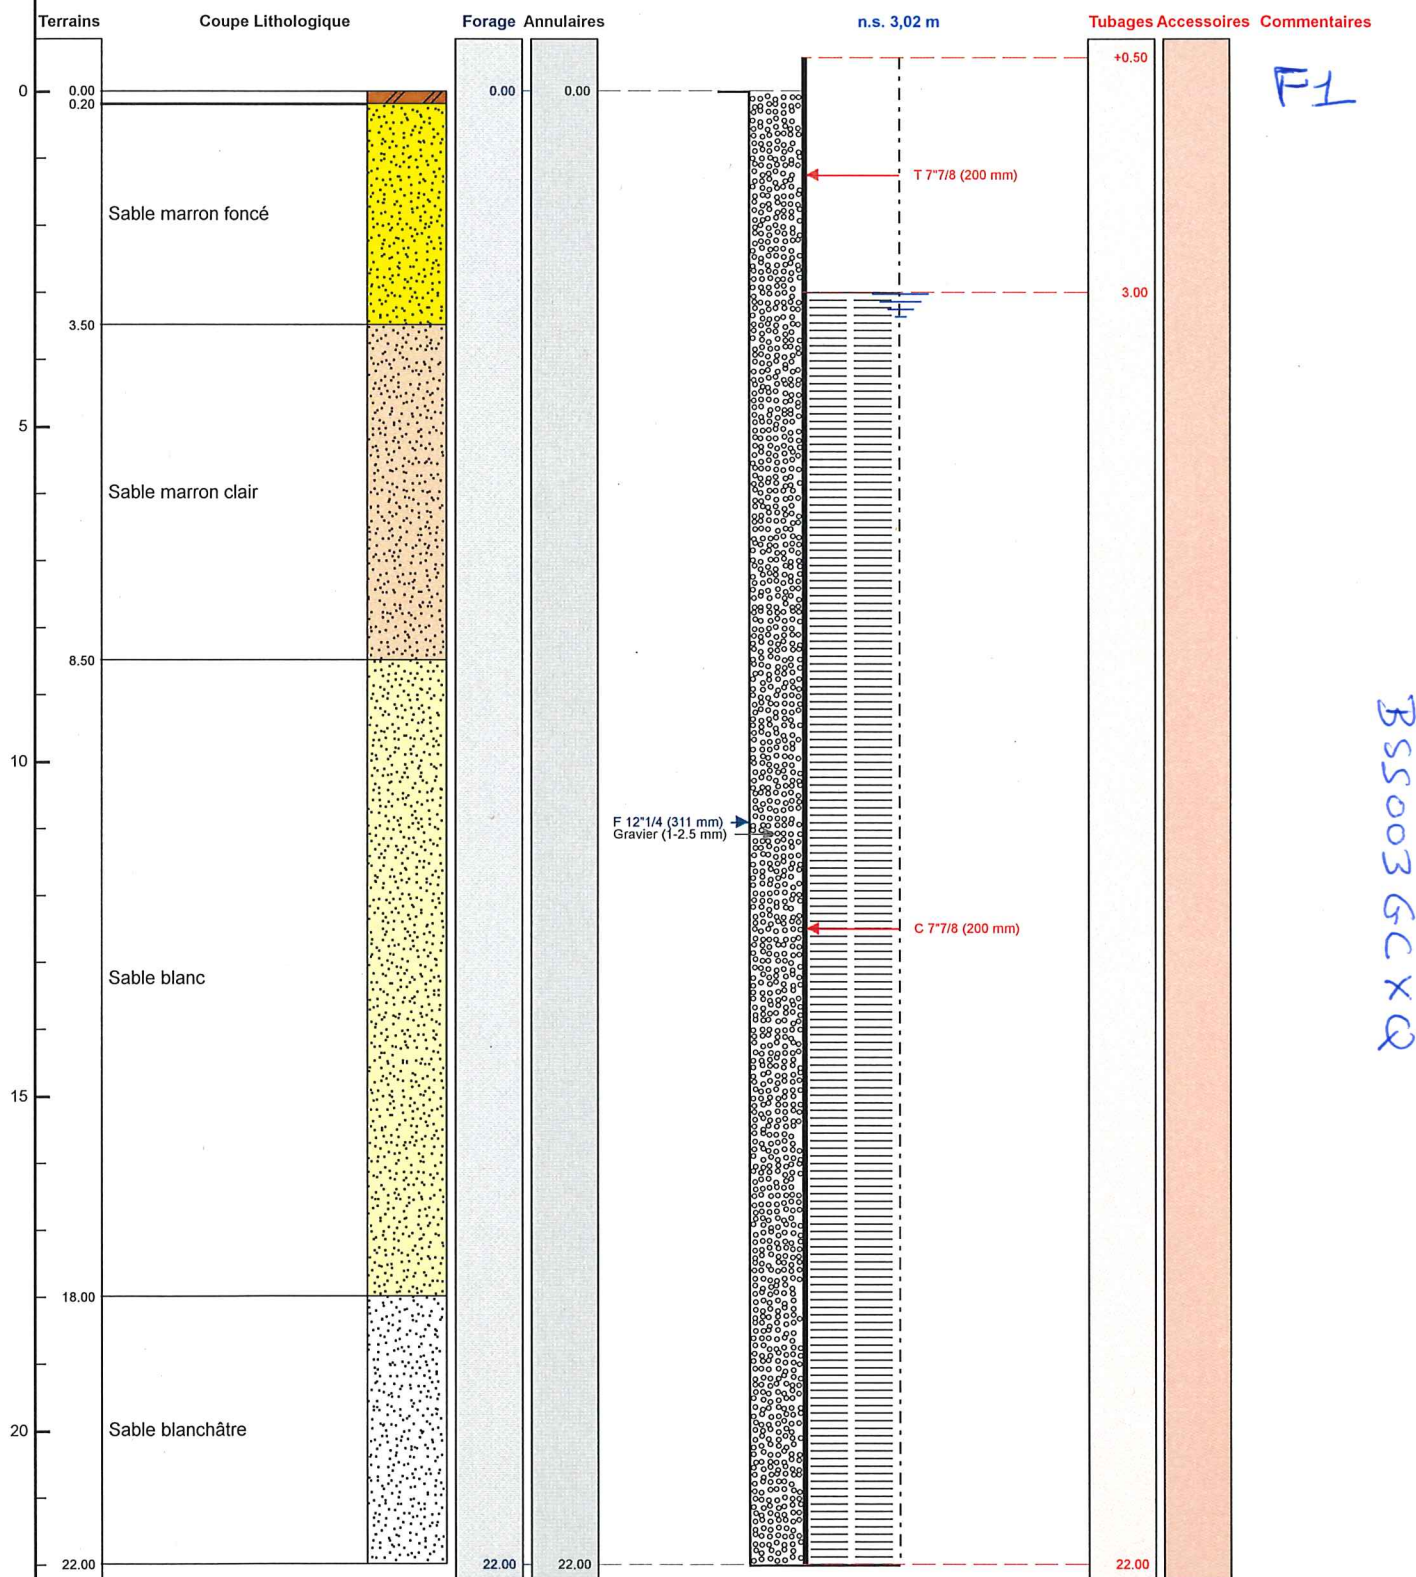 Terrains Coupe Lithologique Forage Annulaires n.s. 3,02 m Tubages Accessoires Commentaires
+0.50
F1
0 0.00 0.00 0.00
0.20
T 7"7/8 (200 mm)
Sable marron foncé
3.00
3.50
5
Sable marron clair
8.50
10
F 12"1/4 (311 mm)
Gravier (1-2.5 mm)
C 7"7/8 (200 mm)
Sable blanc
15
18.00
20 Sable blanchâtre
22.00 22.00 22.00 22.00
BSS003GCXQ